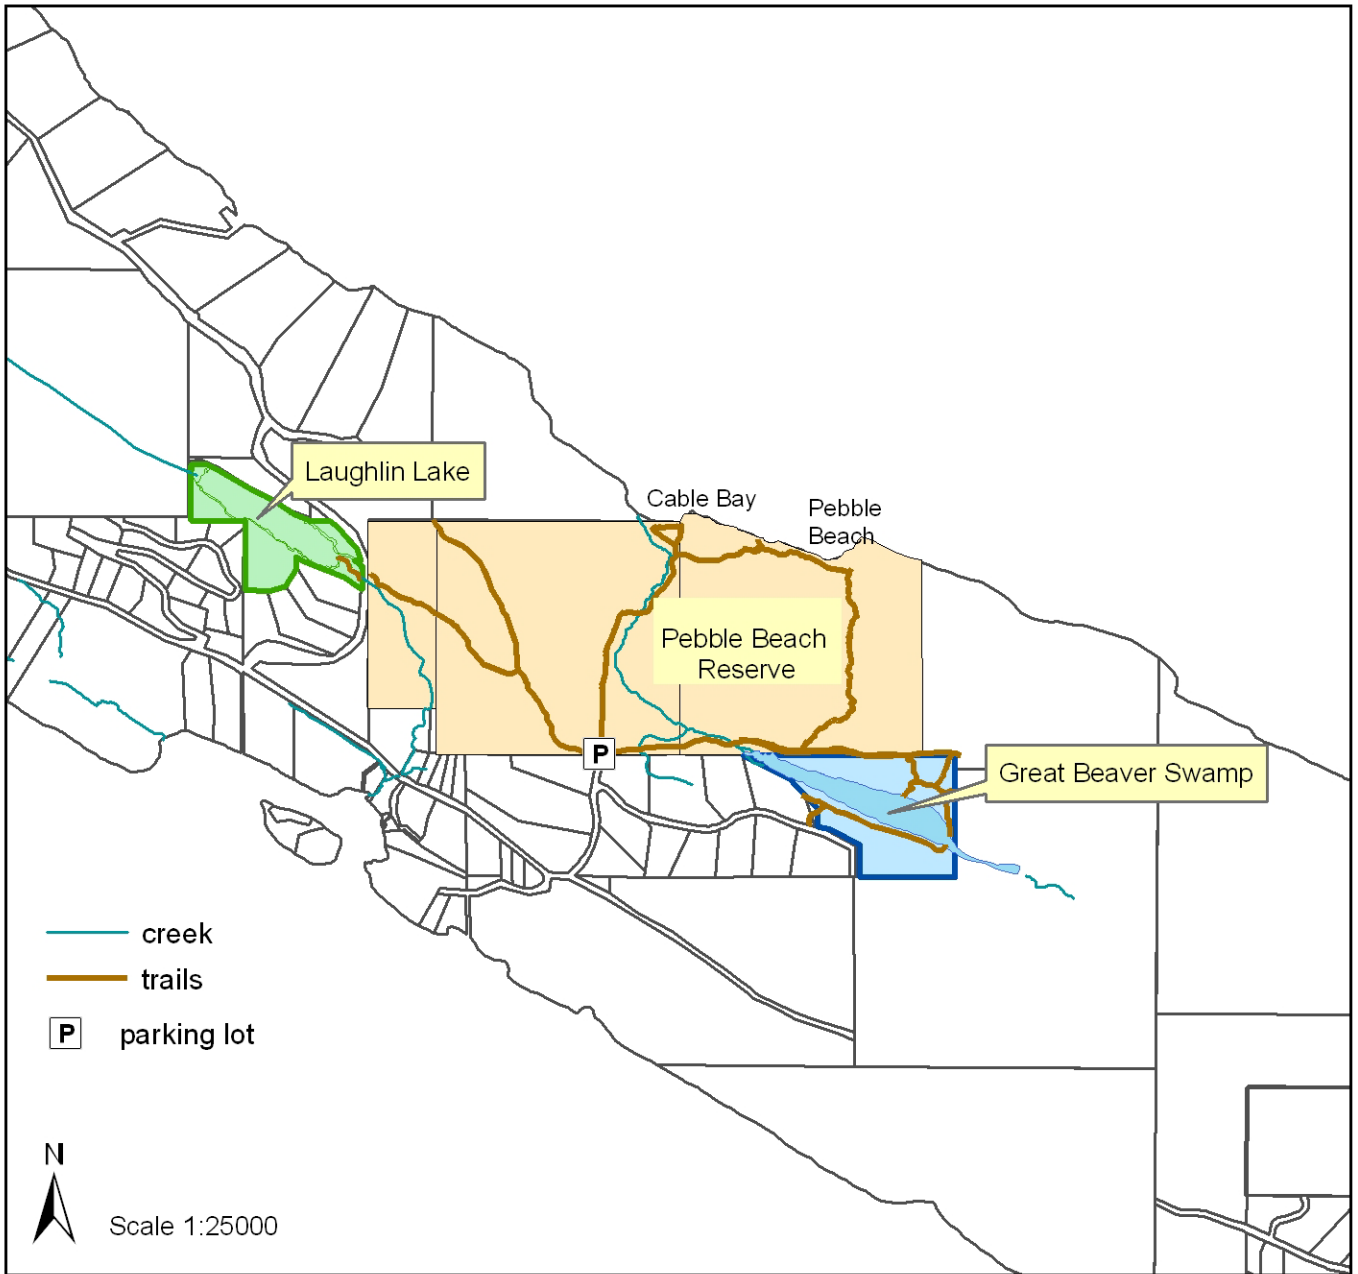 Laughlin Lake
Cable Bay
Pebble
Beach
Pebble Beach
Reserve
P
Great Beaver Swamp
creek
trails
P parking lot
N
Scale 1:25000